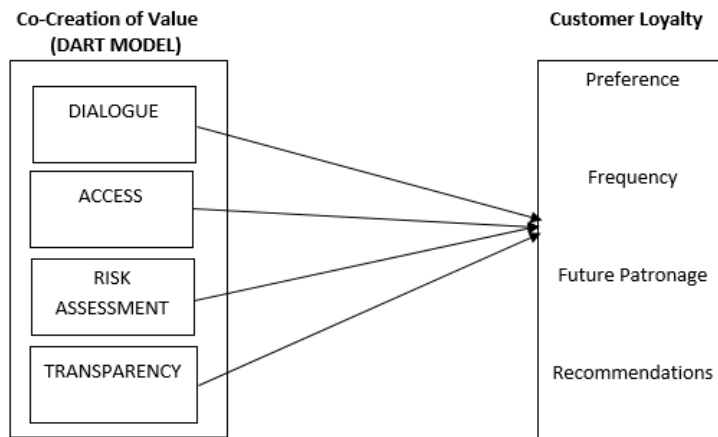 Co-Creation of Value
(DART MODEL)
DIALOGUE
ACCESS
RISK
ASSESSMENT
TRANSPARENCY
Customer Loyalty
Preference
Frequency
Future Patronage
Recommendations